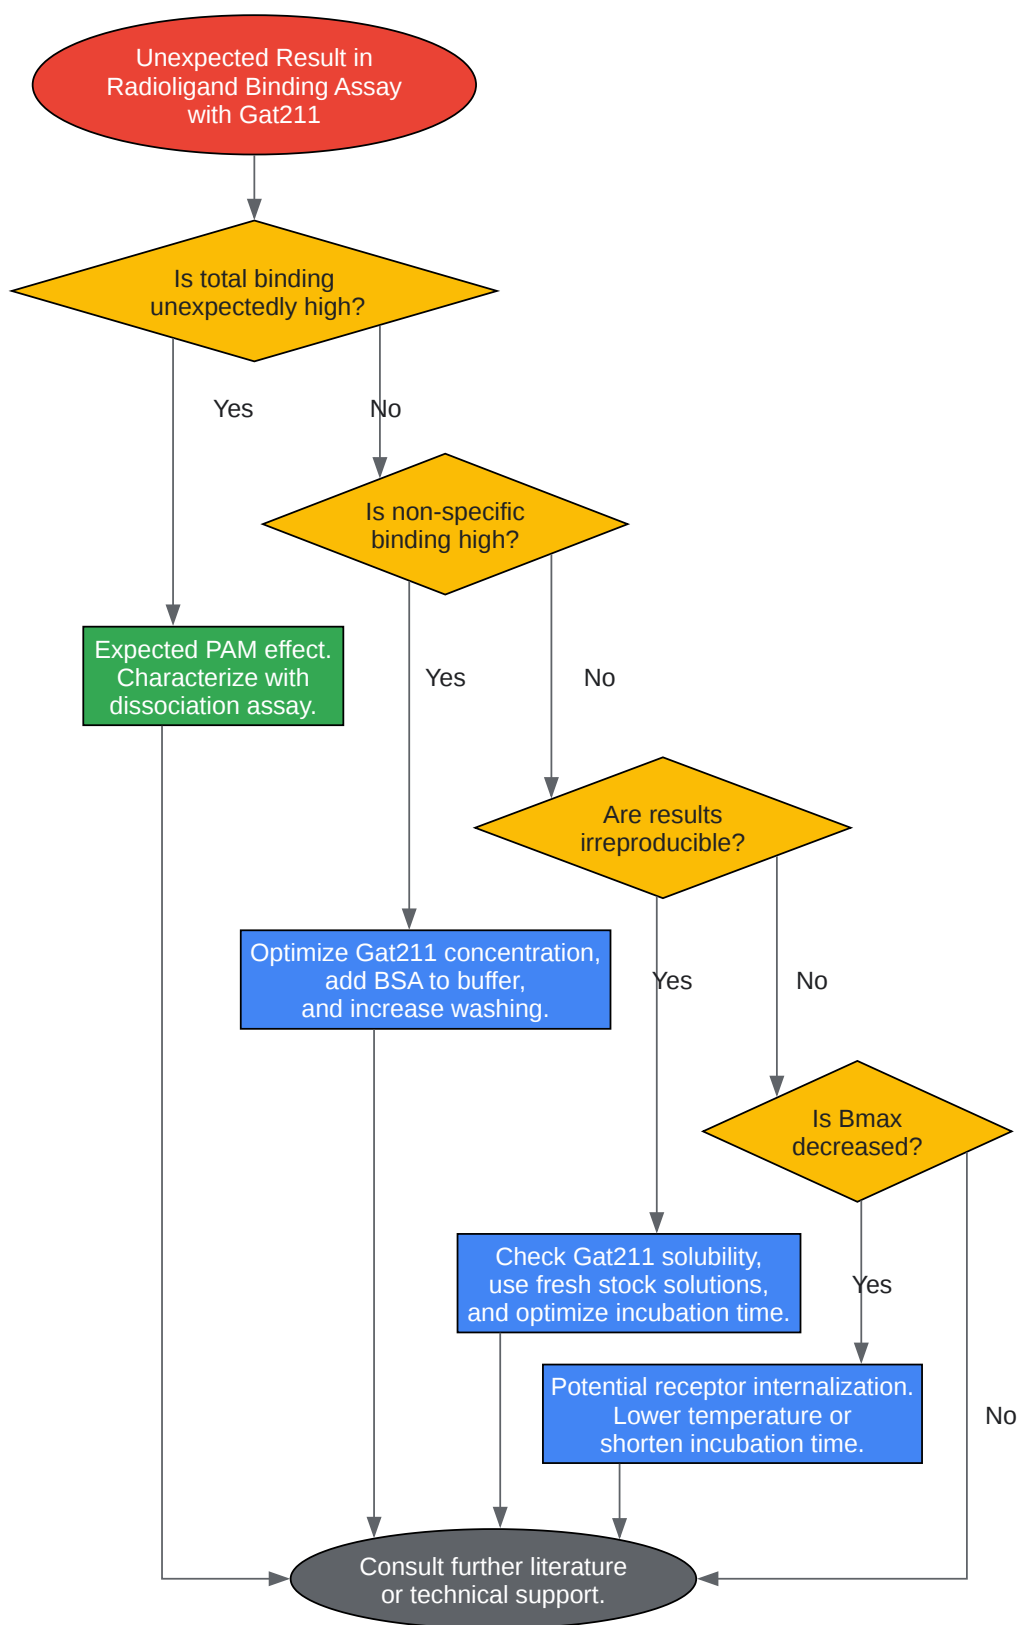 Unexpected Result in
Radioligand Binding Assay
with Gat211
Is total binding
unexpectedly high?
Yes
No
Is non-specific
binding high?
Expected PAM effect.
Characterize with
dissociation assay.
Yes
No
Are results
irreproducible?
Optimize Gat211 concentration,
add BSA to buffer,
and increase washing.
Yes
No
Is Bmax
decreased?
Check Gat211 solubility,
use fresh stock solutions,
and optimize incubation time.
Yes
Potential receptor internalization.
Lower temperature or
shorten incubation time.
No
Consult further literature
or technical support.